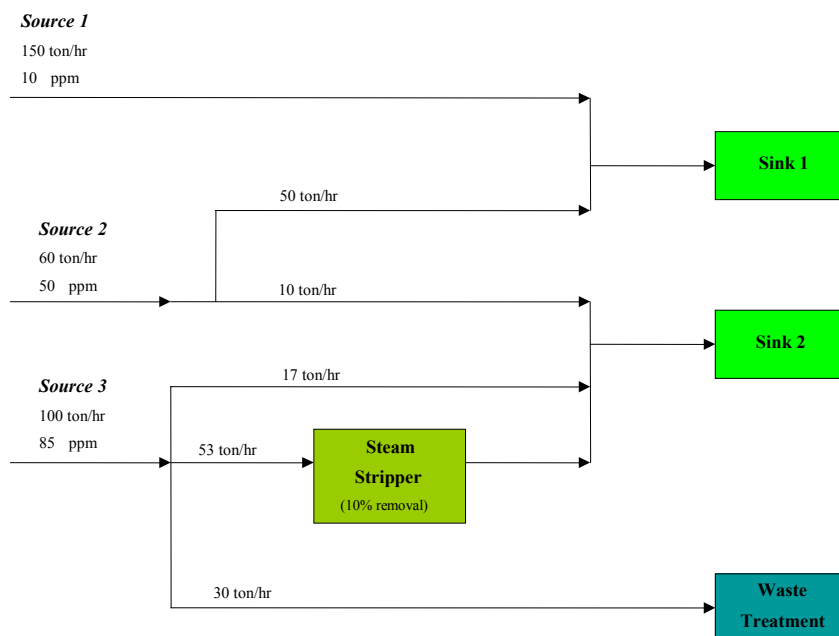 Source 1
150 ton/hr
10 ppm
Sink 1
50 ton/hr
Source 2
60 ton/hr
50 ppm
10 ton/hr
Sink 2
17 ton/hr
Source 3
100 ton/hr
85 ppm
53 ton/hr
Steam
Stripper
(10% removal)
30 ton/hr
Waste
Treatment